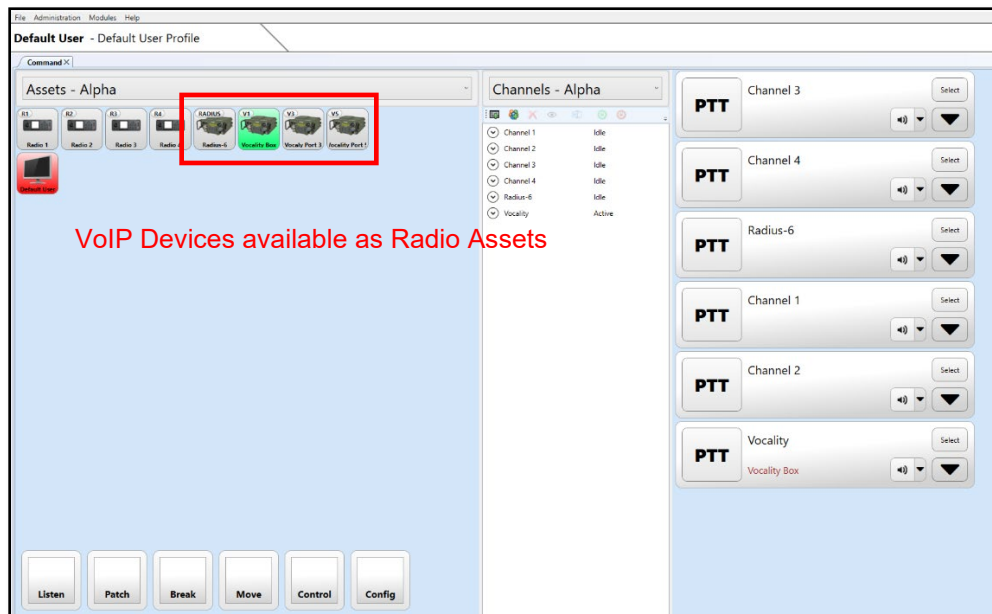 File Administration Modules Help
Default User - Default User Profile
Command X
Assets - Alpha
R1 R2 R3 R4 RADIUS V1 V3 V5
Radio 1 Radio 2 Radio 3 Radio Radius-6 Vocality Box Vocaly Port 3 Vocality Port
Default User
VoIP Devices available as Radio Assets
Listen Patch Break Move Control Config
Channels - Alpha
Channel 1 Idle
Channel 2 Idle
Channel 3 Idle
Channel 4 Idle
Radius-6 Idle
Vocality Active
PTT Channel 3 Select
PTT Channel 4 Select
PTT Radius-6 Select
PTT Channel 1 Select
PTT Channel 2 Select
PTT Vocality Select
Vocality Box